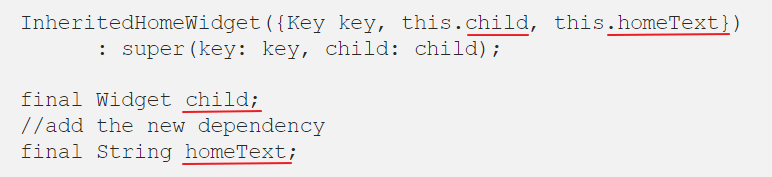 InheritedHomeWidget({Key key, this.child, this.homeText})
: super(key: key, child: child);
final Widget child;
//add the new dependency
final String homeText;